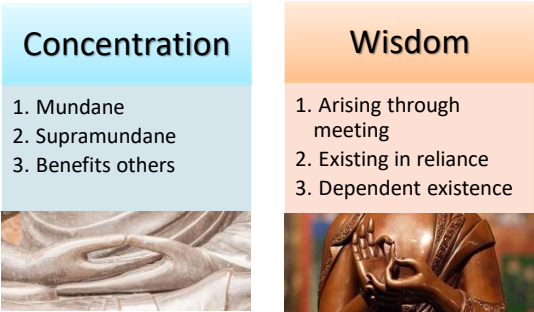 Concentration
1. Mundane
2. Supramundane
3. Benefits others
Wisdom
1. Arising through
meeting
2. Existing in reliance
3. Dependent existence